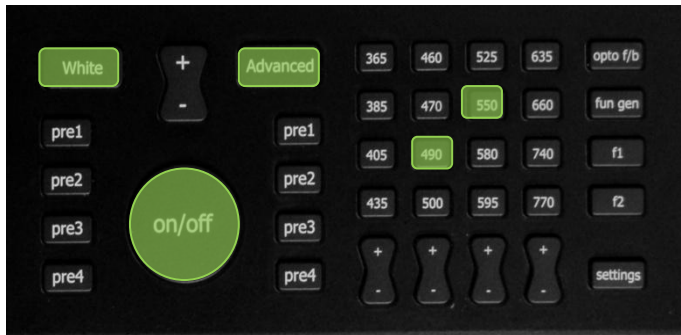 White + Advanced 365 460 525 635 opto f/b
-
385 470 550 660 fun gen
pre1 pre1
405 490 580 740 f1
pre2 pre2
435 500 595 770 f2
on/off
pre3 pre3
+ + + +
pre4 pre4 settings
- - - -